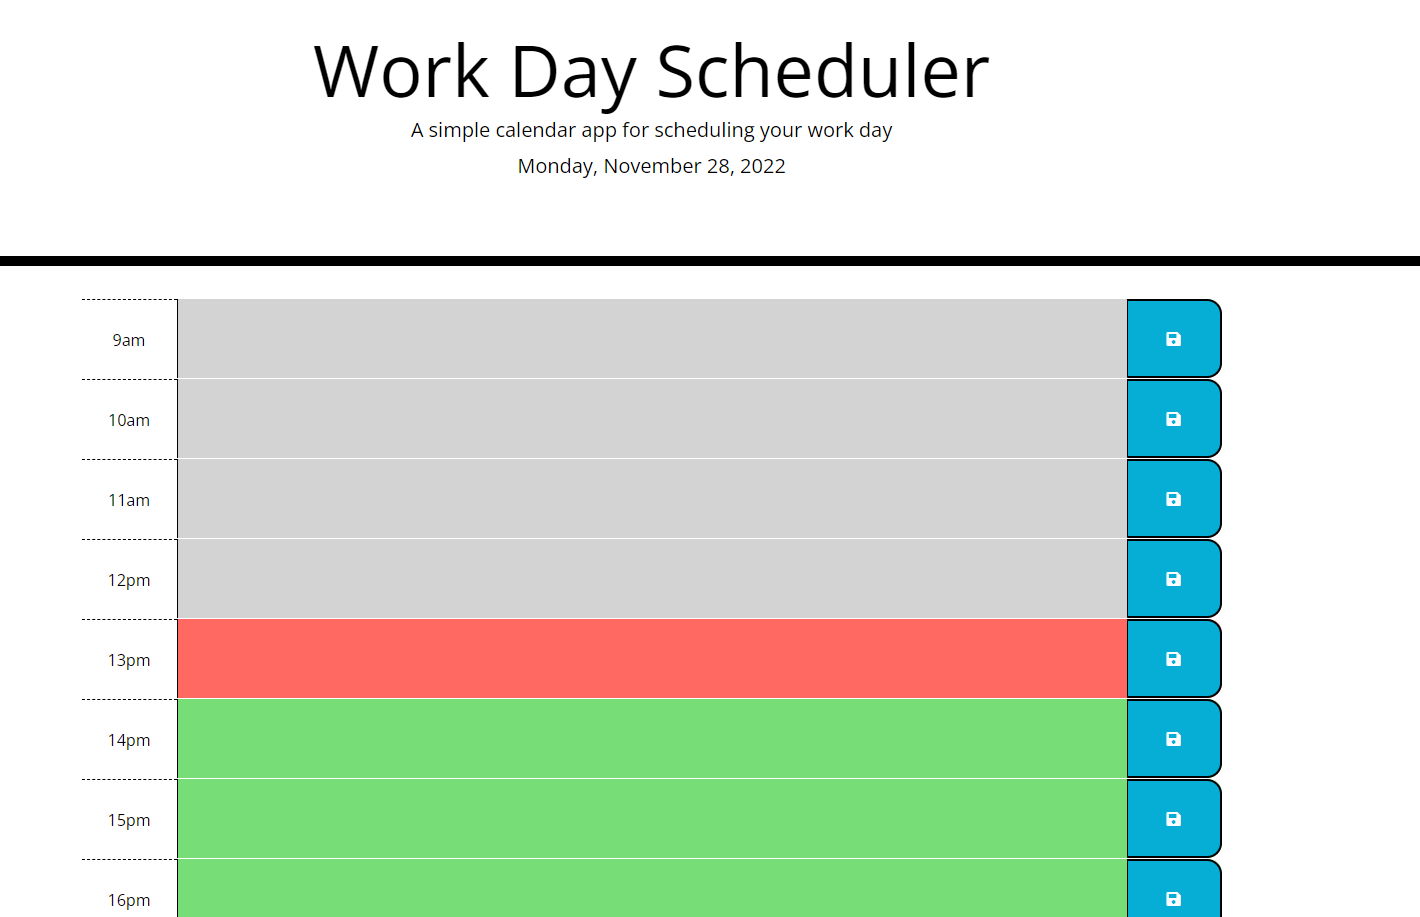 Work Day Scheduler
A simple calendar app for scheduling your work day
Monday, November 28, 2022
9am
10am
11am
12pm
13pm
14pm
15pm
16pm